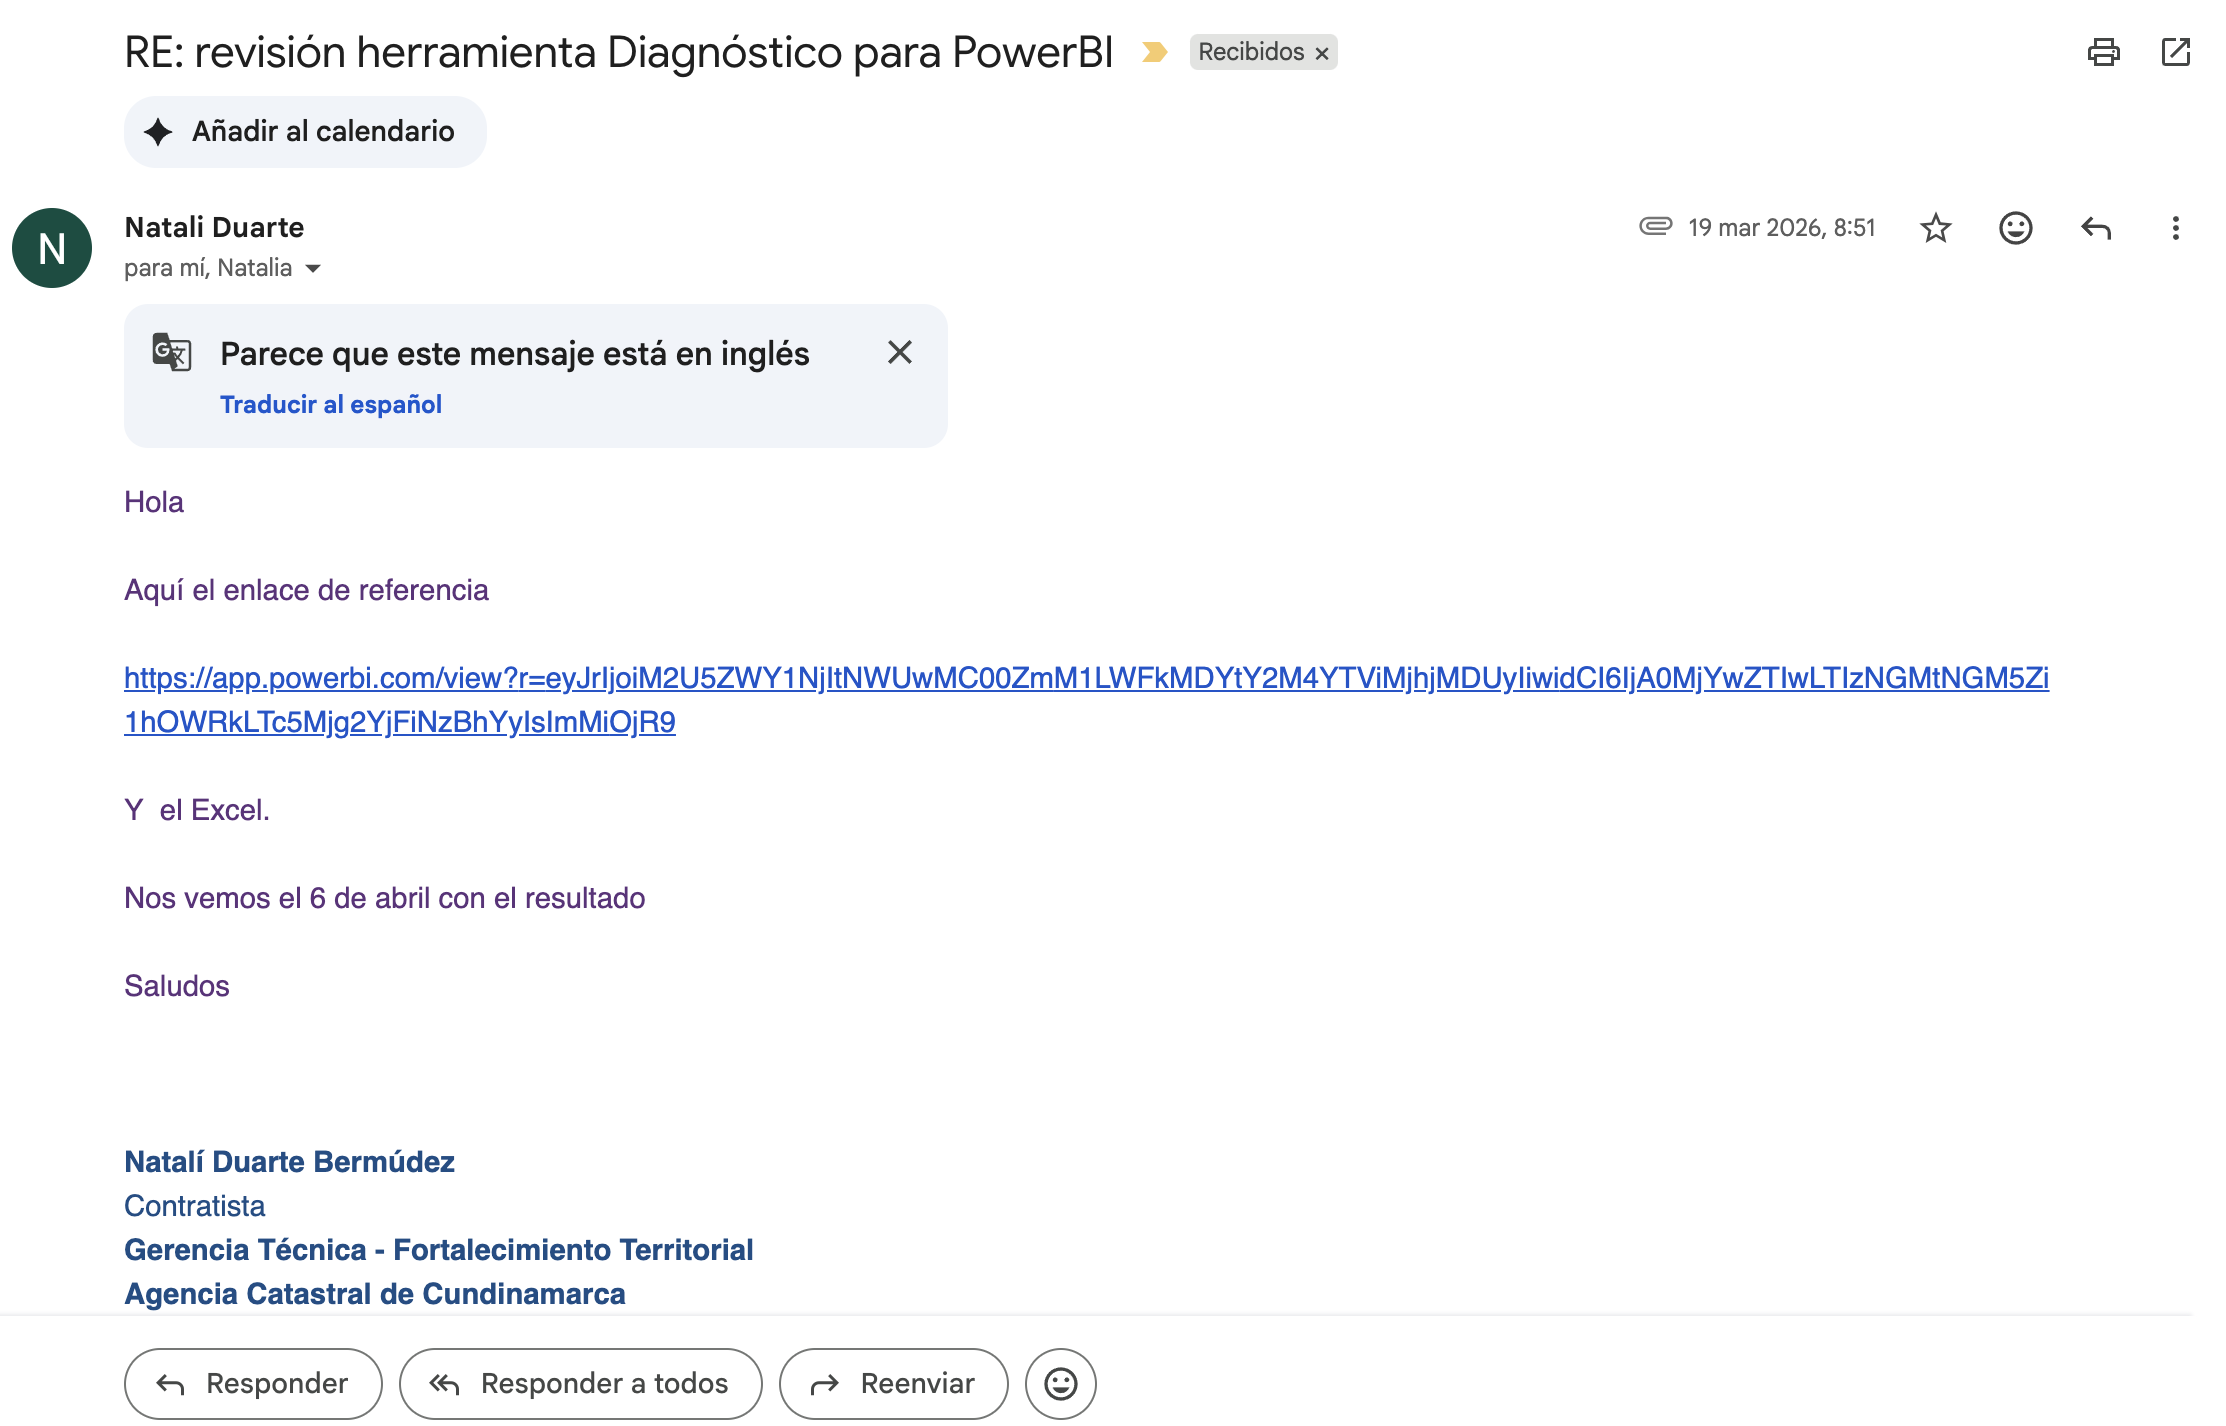 RE: revisión herramienta Diagnóstico para PowerBI
Recibidos ×
Añadir al calendario
N
Natali Duarte
19 mar 2026, 8:51
para mí, Natalia
Parece que este mensaje está en inglés
Traducir al español
Hola
Aquí el enlace de referencia
https://app.powerbi.com/view?r=eyJrIjoiM2U5ZWY1NjItNWUwMC00ZmM1LWFkMDYtY2M4YTViMjhjMDUyIiwidCI6IjA0MjYwZTIwLTIzNGMtNGM5Zi
1hOWRkLTc5Mjg2YjFiNzBhYyIsImMiOjR9
Y  el Excel.
Nos vemos el 6 de abril con el resultado
Saludos
Natalí Duarte Bermúdez
Contratista
Gerencia Técnica - Fortalecimiento Territorial
Agencia Catastral de Cundinamarca
Responder
Responder a todos
Reenviar